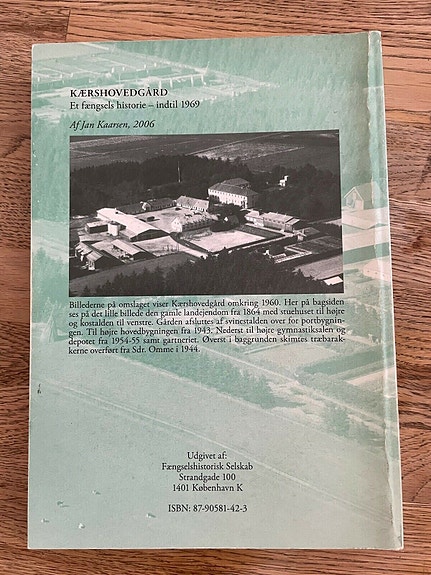 KÆRSHOVEDGÅRD
Et fængsels historie – indtil 1969
Af Jan Kaarsen, 2006
Billederne på omslaget viser Kærshovedgård omkring 1960. Her på bagsiden
ses på det lille billede den gamle landejendom fra 1864 med stuehuset til højre
og kostalden til venstre. Gården afsluttes af svinestalden over for portbygnin-
gen. Til højre hovedbygningen fra 1943. Nederst til højre gymnastiksalen og
depotet fra 1954-55 samt gartneriet. Øverst i baggrunden skimtes træbarak-
kerne overført fra Sdr. Omme i 1944.
Udgivet af:
Fængselshistorisk Selskab
Strandgade 100
1401 København K
ISBN: 87-90581-42-3